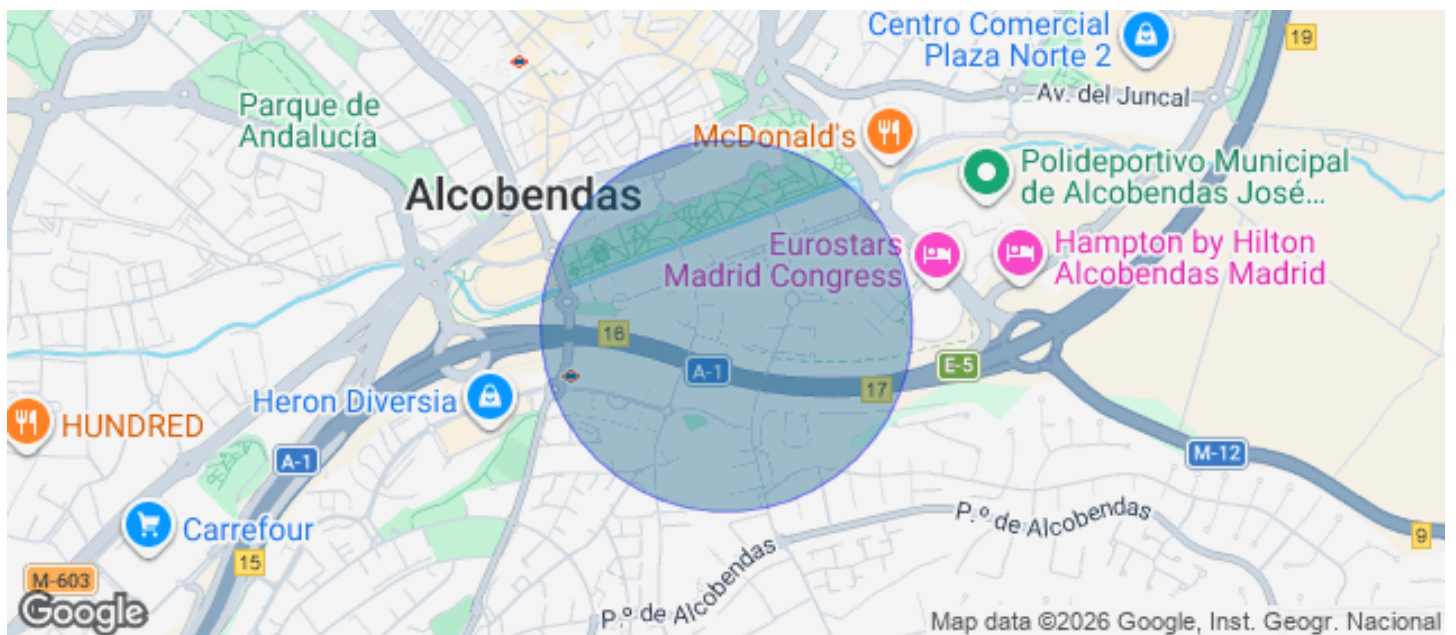 Centro Comercial
Plaza Norte 2
19
Av. del Juncal
Parque de
Andalucía
McDonald's
Polideportivo Municipal
de Alcobendas José...
Alcobendas
Eurostars
Madrid Congress
Hampton by Hilton
Alcobendas Madrid
16
A-1
E-5
17
Heron Diversia
HUNDRED
A-1
M-12
Carrefour
P.º de Alcobendas
9
15
M-603
Google
P.º de Alcobendas
Map data ©2026 Google, Inst. Geogr. Nacional